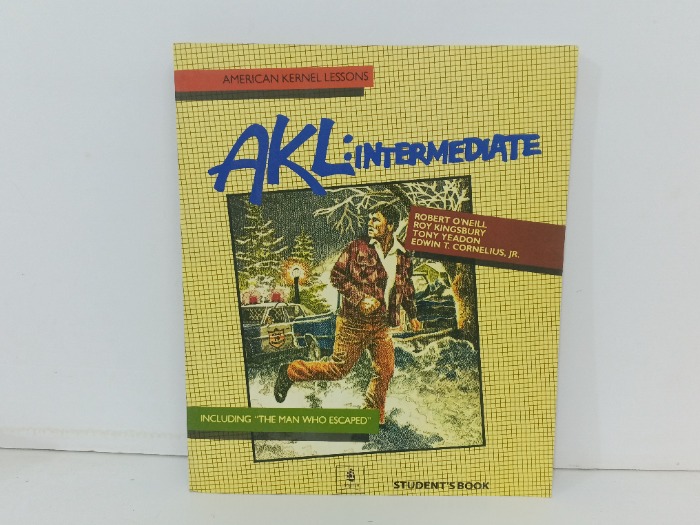 AMERICAN KERNEL LESSONS
AKL: INTERMEDIATE
ROBERT O'NEILL
ROY KINGSBURY
TONY YEADON
EDWIN T. CORNELIUS, JR.
INCLUDING "THE MAN WHO ESCAPED"
STUDENT'S BOOK